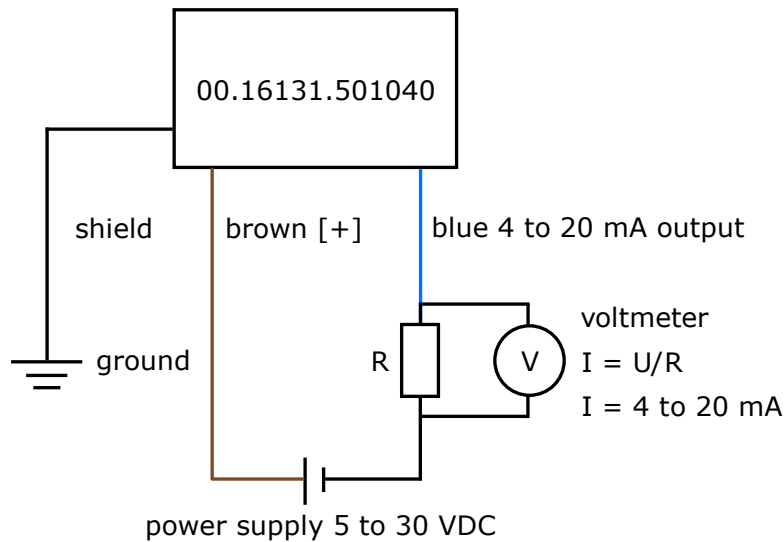 00.16131.501040
shield
brown [+]
blue 4 to 20 mA output
voltmeter
ground
R
V
I = U/R
I = 4 to 20 mA
power supply 5 to 30 VDC